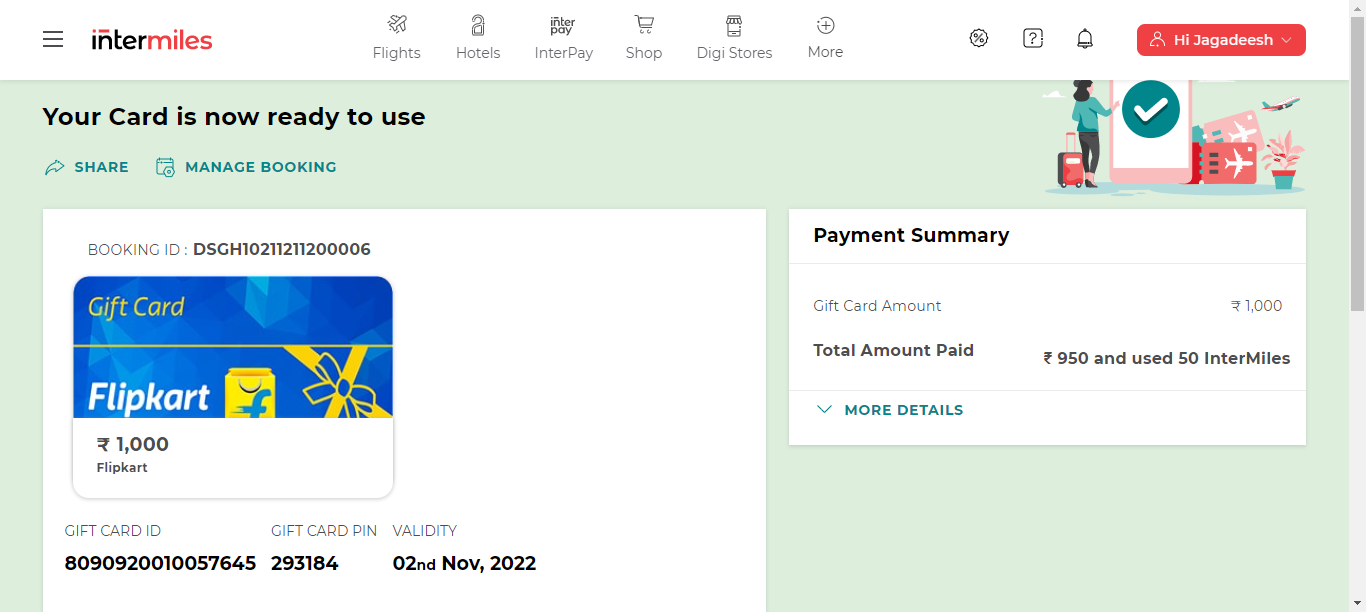 intermiles
Flights
Hotels
inter pay
InterPay
Shop
Digi Stores
More
Hi Jagadeesh
Your Card is now ready to use
SHARE
MANAGE BOOKING
BOOKING ID : DSGH10211211200006
Gift Card
Flipkart
₹ 1,000
Flipkart
GIFT CARD ID GIFT CARD PIN VALIDITY
8090920010057645 293184 02nd Nov, 2022
Payment Summary
Gift Card Amount ₹ 1,000
Total Amount Paid ₹ 950 and used 50 InterMiles
MORE DETAILS